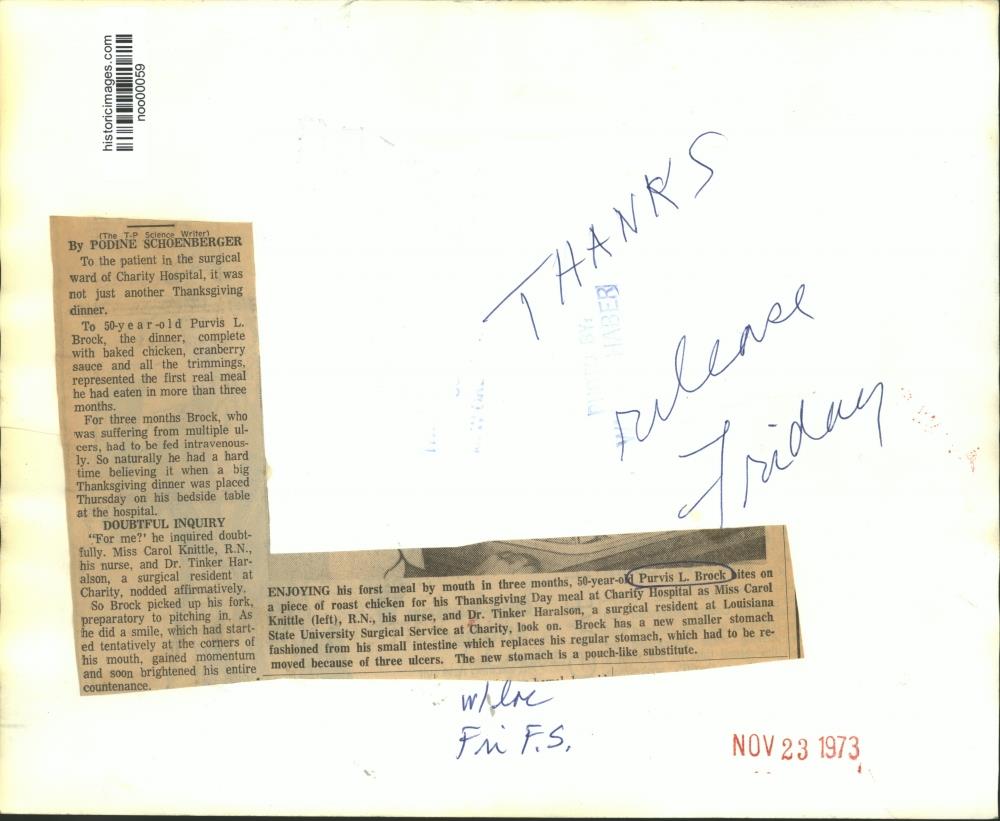 historicimages.com
noo00059
THANKS
release
Friday
(The T-P Science Writer)
By PODINE SCHOENBERGER
To the patient in the surgical
ward of Charity Hospital, it was
not just another Thanksgiving
dinner.
To 50-year-old Purvis L.
Brock, the dinner, complete
with baked chicken, cranberry
sauce and all the trimmings,
represented the first real meal
he had eaten in more than three
months.
For three months Brock, who
was suffering from multiple ul-
cers, had to be fed intravenous-
ly. So naturally he had a hard
time believing it when a big
Thanksgiving dinner was placed
Thursday on his bedside table
at the hospital.
DOUBTFUL INQUIRY
"For me?' he inquired doubt-
fully. Miss Carol Knittle, R.N.,
his nurse, and Dr. Tinker Har-
alson, a surgical resident at
Charity, nodded affirmatively.
So Brock picked up his fork,
preparatory to pitching in. As
he did a smile, which had start-
ed tentatively at the corners of
his mouth, gained momentum
and soon brightened his entire
countenance.
ENJOYING his forst meal by mouth in three months, 50-year-old Purvis L. Brock bites on
a piece of roast chicken for his Thanksgiving Day meal at Charity Hospital as Miss Carol
Knittle (left), R.N., his nurse, and Dr. Tinker Haralson, a surgical resident at Louisiana
State University Surgical Service at Charity, look on. Brock has a new smaller stomach
fashioned from his small intestine which replaces his regular stomach, which had to be re-
moved because of three ulcers. The new stomach is a pouch-like substitute.
Fri F.S.
NOV 23 1973